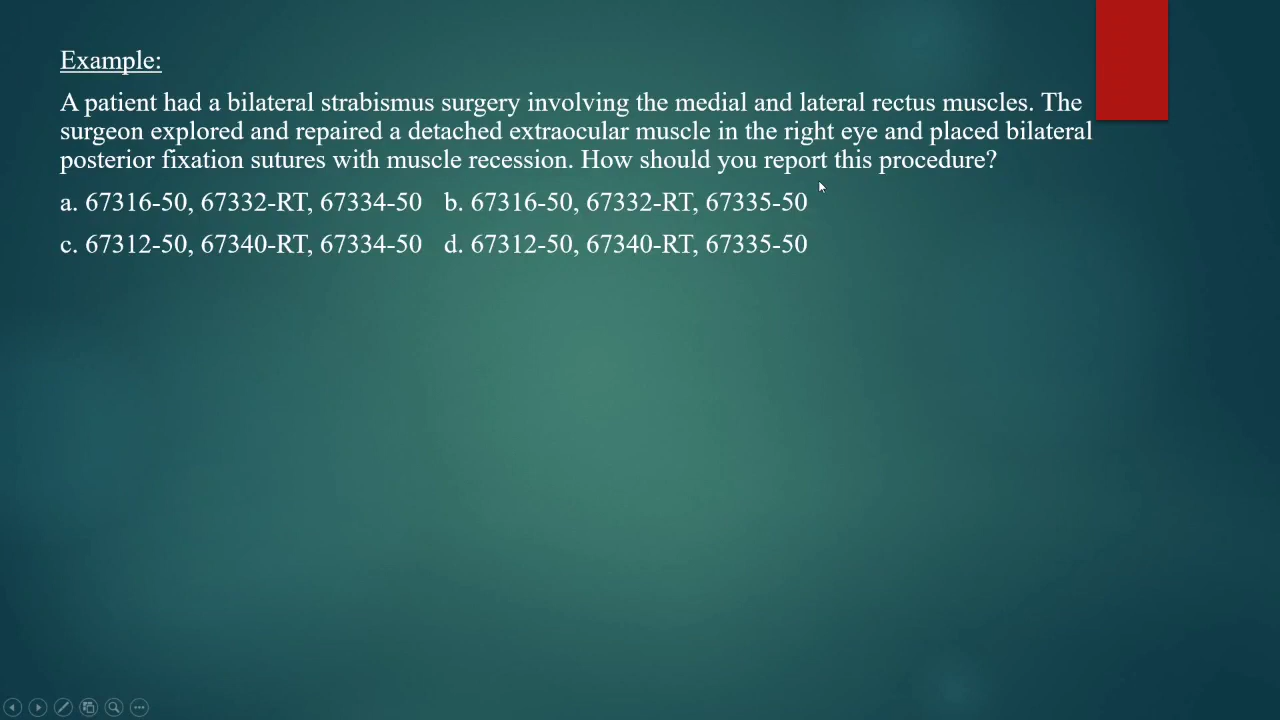 Example:
A patient had a bilateral strabismus surgery involving the medial and lateral rectus muscles. The
surgeon explored and repaired a detached extraocular muscle in the right eye and placed bilateral
posterior fixation sutures with muscle recession. How should you report this procedure?
a. 67316-50, 67332-RT, 67334-50 b. 67316-50, 67332-RT, 67335-50
c. 67312-50, 67340-RT, 67334-50 d. 67312-50, 67340-RT, 67335-50